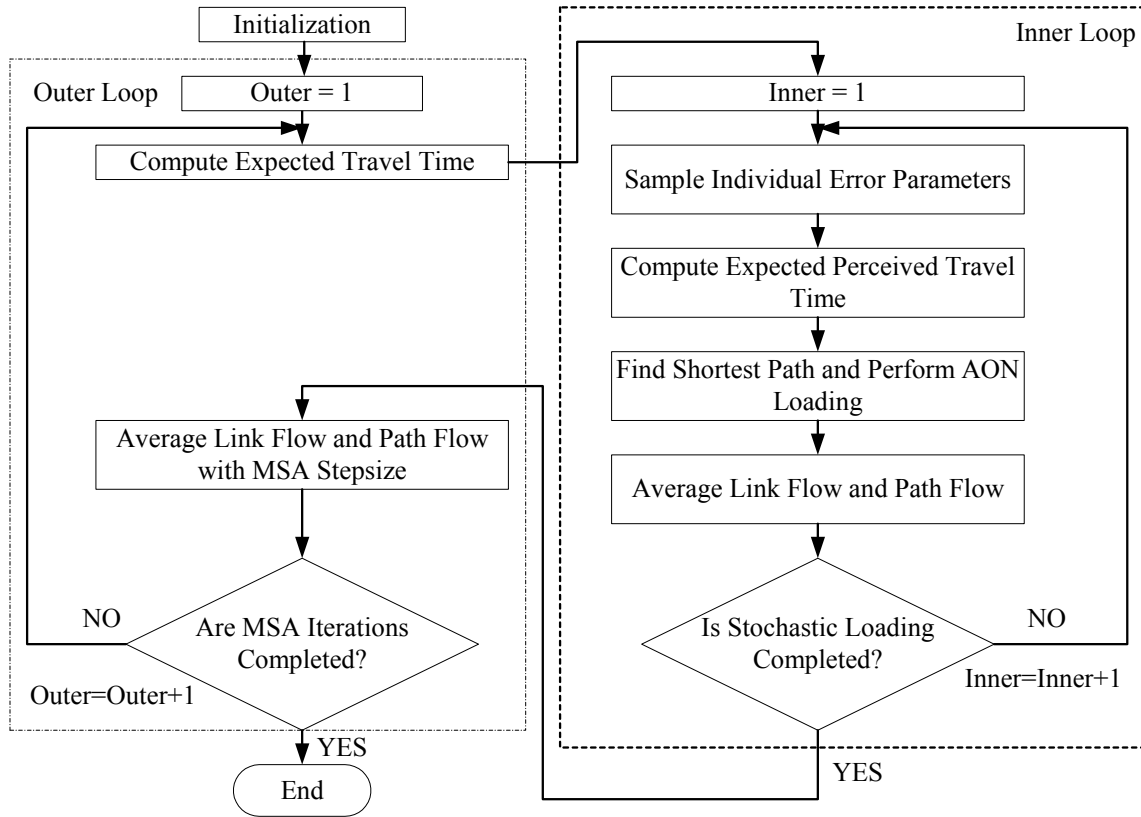 Initialization
Outer Loop
Outer = 1
Compute Expected Travel Time
Average Link Flow and Path Flow
with MSA Stepsize
NO
Are MSA Iterations
Completed?
Outer=Outer+1
YES
End
Inner Loop
Inner = 1
Sample Individual Error Parameters
Compute Expected Perceived Travel
Time
Find Shortest Path and Perform AON
Loading
Average Link Flow and Path Flow
Is Stochastic Loading
Completed?
NO
Inner=Inner+1
YES